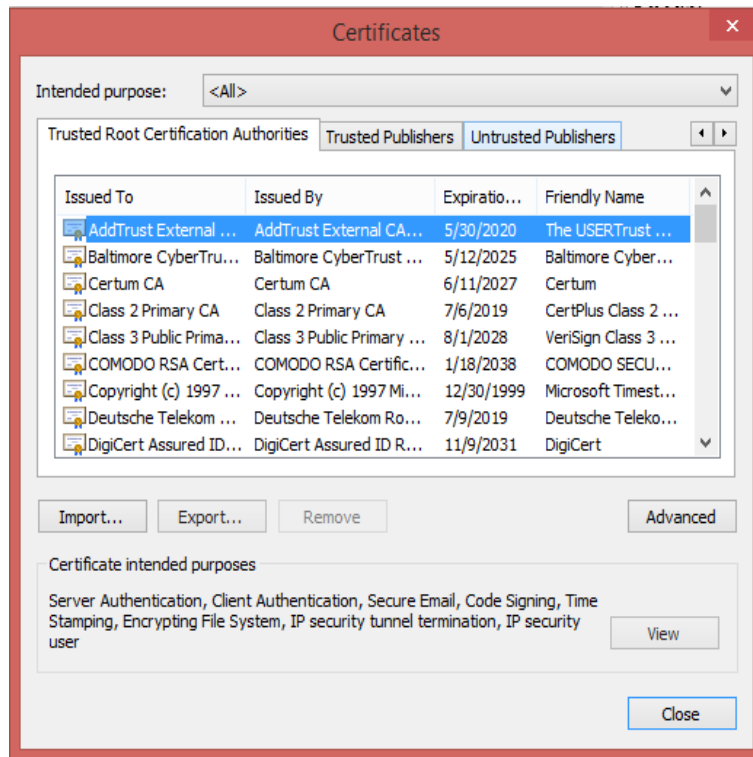 Certificates
Intended purpose: <All>
Trusted Root Certification Authorities Trusted Publishers Untrusted Publishers
Issued To Issued By Expiratio... Friendly Name
AddTrust External ... AddTrust External CA... 5/30/2020 The USERTrust ...
Baltimore CyberTru... Baltimore CyberTrust ... 5/12/2025 Baltimore Cyber...
Certum CA Certum CA 6/11/2027 Certum
Class 2 Primary CA Class 2 Primary CA 7/6/2019 CertPlus Class 2 ...
Class 3 Public Prima... Class 3 Public Primary ... 8/1/2028 VeriSign Class 3 ...
COMODO RSA Cert... COMODO RSA Certific... 1/18/2038 COMODO SECU...
Copyright (c) 1997 ... Copyright (c) 1997 Mi... 12/30/1999 Microsoft Timest...
Deutsche Telekom ... Deutsche Telekom Ro... 7/9/2019 Deutsche Teleko...
DigiCert Assured ID... DigiCert Assured ID R... 11/9/2031 DigiCert
Import... Export... Remove Advanced
Certificate intended purposes
Server Authentication, Client Authentication, Secure Email, Code Signing, Time
Stamping, Encrypting File System, IP security tunnel termination, IP security
user
View
Close